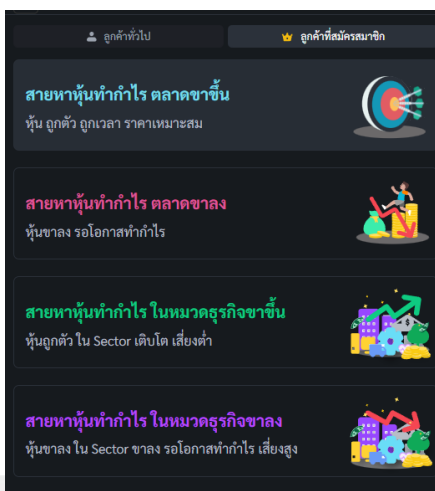 ลูกค้าทั่วไป
ลูกค้าที่สมัครสมาชิก
สายหาหุ้นทำกำไร ตลาดขาขึ้น
หุ้น ถูกตัว ถูกเวลา ราคาเหมาะสม
สายหาหุ้นทำกำไร ตลาดขาลง
หุ้นขาลง รอโอกาสทำกำไร
สายหาหุ้นทำกำไร ในหมวดธุรกิจขาขึ้น
หุ้นถูกตัว ใน Sector เติบโต เสี่ยงต่ำ
สายหาหุ้นทำกำไร ในหมวดธุรกิจขาลง
หุ้นขาลง ใน Sector ขาลง รอโอกาสทำกำไร เสี่ยงสูง